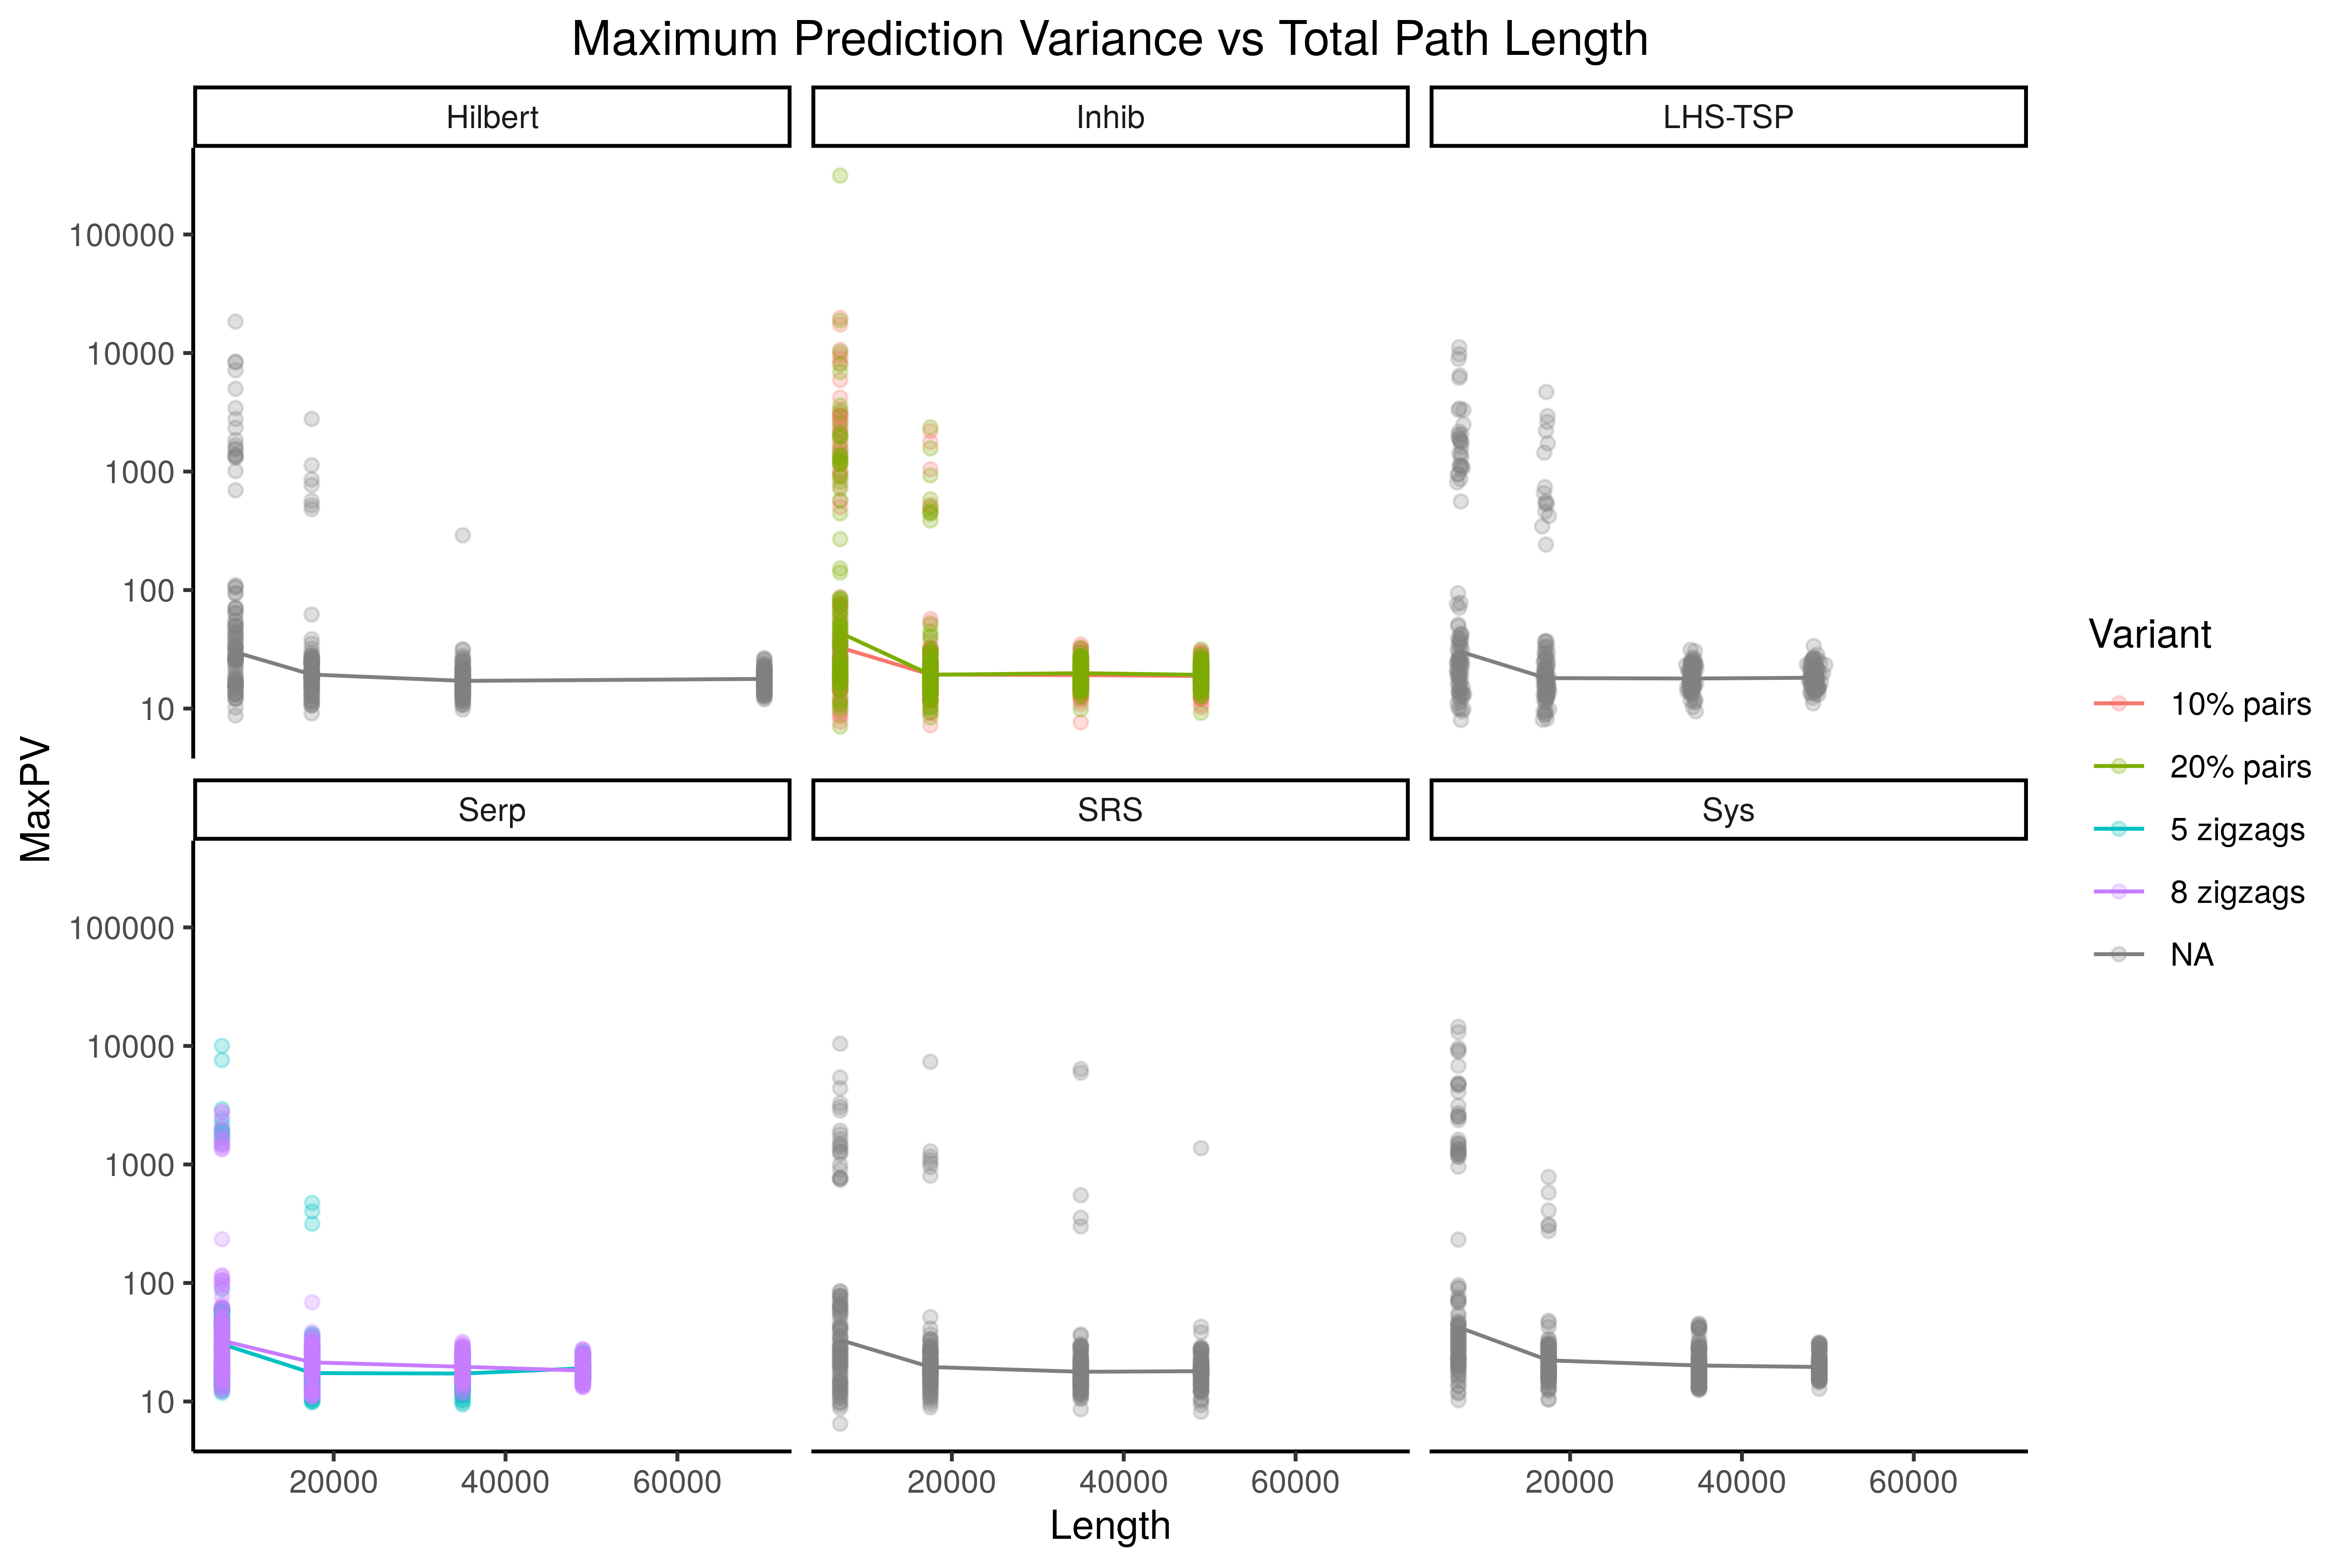 Maximum Prediction Variance vs Total Path Length
Hilbert
Inhib
LHS-TSP
100000
10000
1000
100
10
Serp
SRS
Sys
100000
10000
1000
100
10
20000 40000 60000
20000 40000 60000
20000 40000 60000
Length
MaxPV
Variant
10% pairs
20% pairs
5 zigzags
8 zigzags
NA